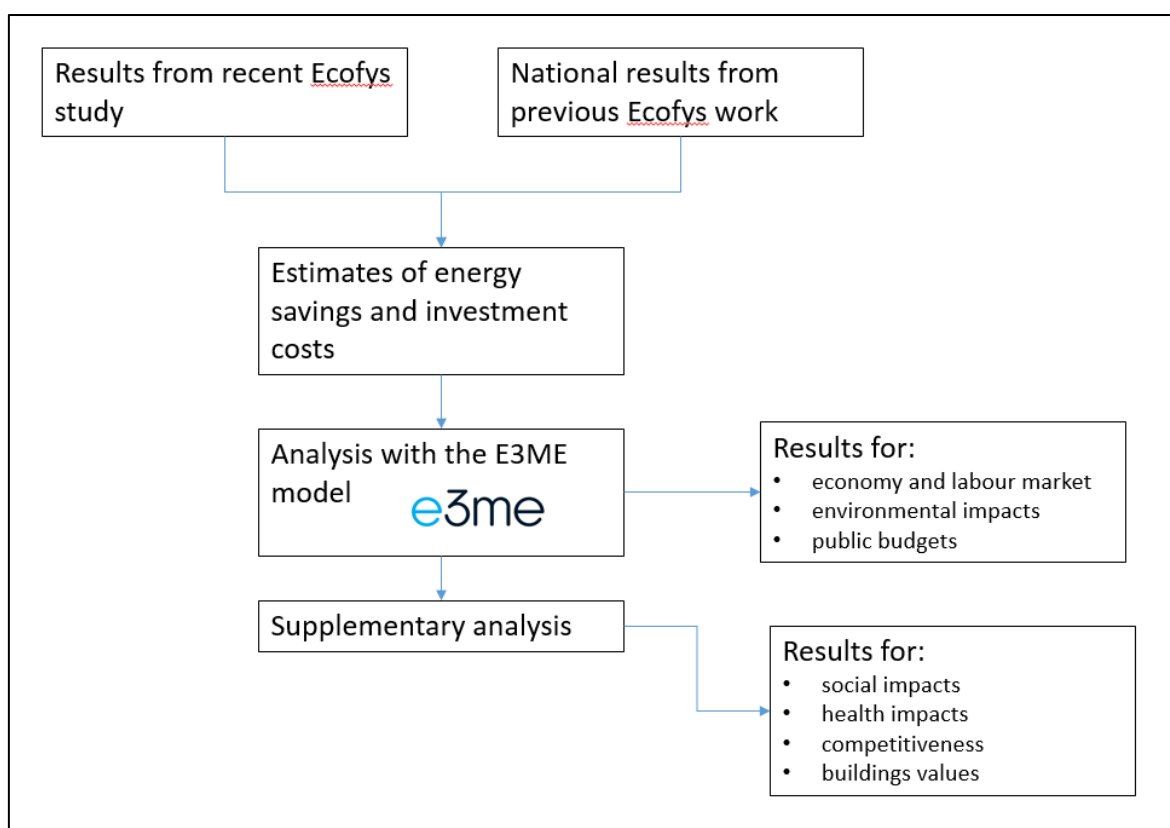 Results from recent Ecofys
study
National results from
previous Ecofys work
Estimates of energy
savings and investment
costs
Analysis with the E3ME
model
e3me
Results for:
• economy and labour market
• environmental impacts
• public budgets
Supplementary analysis
Results for:
• social impacts
• health impacts
• competitiveness
• buildings values